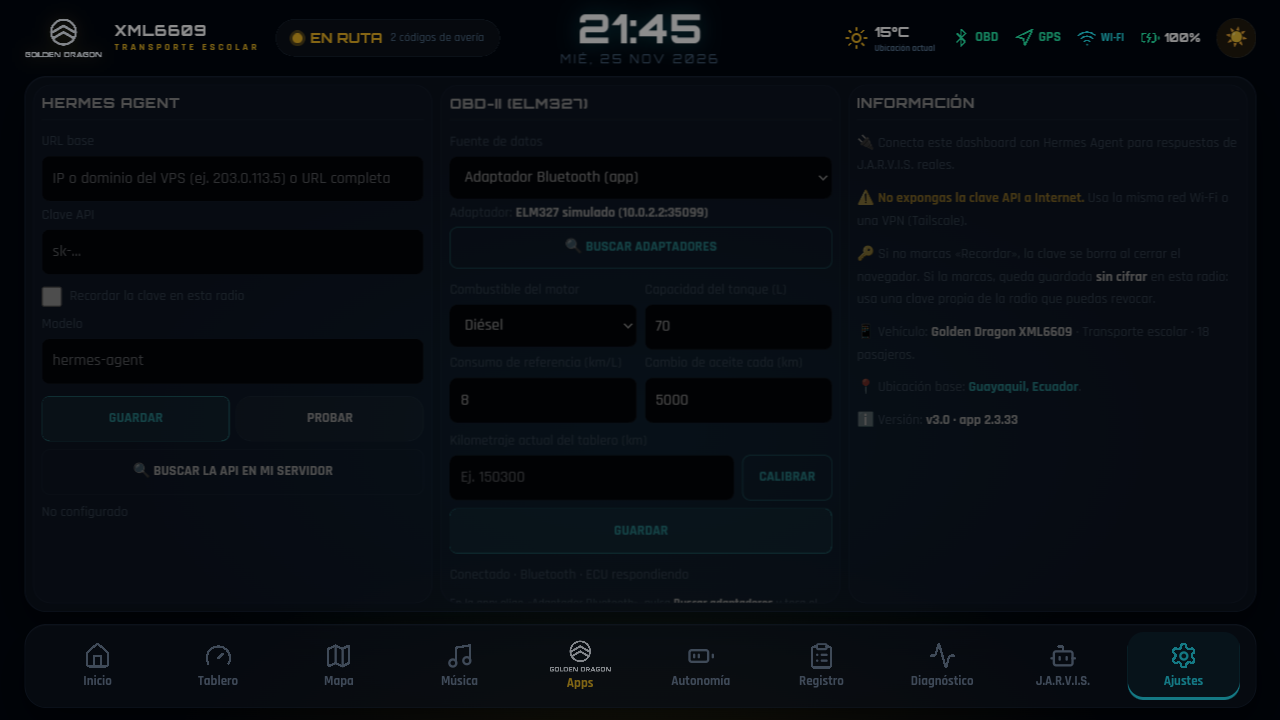 GOLDEN DRAGON
XML6609
TRANSPORTE ESCOLAR
EN RUTA 2 códigos de avería
21:45
MIÉ, 25 NOV 2026
15°C
Ubicación actual
OBD
GPS
WI-FI
100%
HERMES AGENT
URL base
IP o dominio del VPS (ej. 203.0.113.5) o URL completa
Clave API
sk-...
Recordar la clave en esta radio
Modelo
hermes-agent
GUARDAR
PROBAR
BUSCAR LA API EN MI SERVIDOR
No configurado
OBD-II (ELM327)
Fuente de datos
Adaptador Bluetooth (app)
Adaptador: ELM327 simulado (10.0.2.2:35099)
BUSCAR ADAPTADORES
Combustible del motor
Capacidad del tanque (L)
Diésel
70
Consumo de referencia (km/L)
Cambio de aceite cada (km)
8
5000
Kilometraje actual del tablero (km)
Ej. 150300
CALIBRAR
GUARDAR
Conectado · Bluetooth · ECU respondiendo
Buscar adaptadores
INFORMACIÓN
Conecta este dashboard con Hermes Agent para respuestas de
J.A.R.V.I.S. reales.
No expongas la clave API a Internet. Usa la misma red Wi-Fi o
una VPN (Tailscale).
Si no marcas «Recordar», la clave se borra al cerrar el
navegador. Si la marcas, queda guardada sin cifrar en esta radio:
usa una clave propia de la radio que puedas revocar.
Vehículo: Golden Dragon XML6609 · Transporte escolar · 18
pasajeros.
Ubicación base: Guayaquil, Ecuador.
Versión: v3.0 · app 2.3.33
Inicio
Tablero
Mapa
Música
GOLDEN DRAGON
Apps
Autonomía
Registro
Diagnóstico
J.A.R.V.I.S.
Ajustes